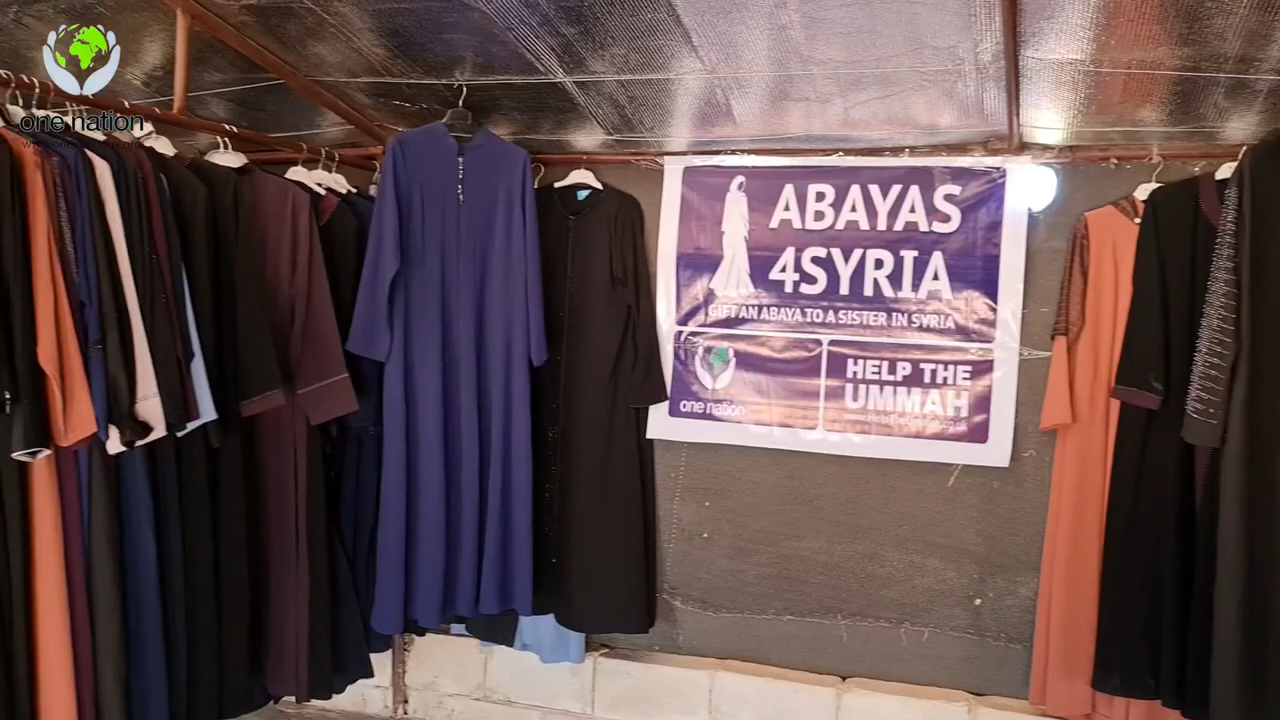 one nation
ABAYAS
4SYRIA
GIFT AN ABAYA TO A SISTER IN SYRIA
one nation
HELP THE
UMMAH